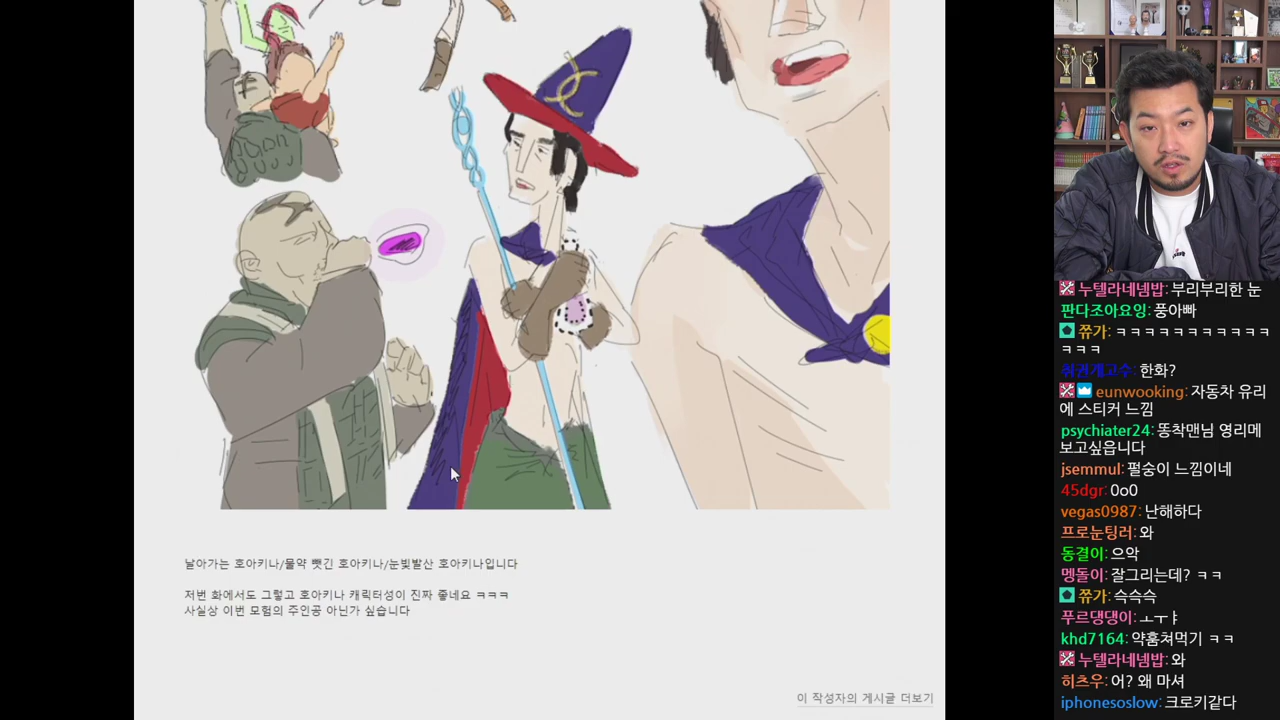 날아가는 호아키나/물약 뺏긴 호아키나/눈빛발산 호아키나입니다
저번 화에서도 그렇고 호아키나 캐릭터성이 진짜 좋네요 ㅋㅋㅋ
사실상 이번 모험의 주인공 아닌가 싶습니다
이 작성자의 게시글 더보기
누텔라네넴밥: 부리부리한 눈
판다조아요잉: 풍아빠
쮸가: ㅋㅋㅋㅋㅋㅋㅋㅋㅋㅋㅋ
ㅋㅋㅋㅋ
한화?
eunwooking: 자동차 유리
에 스티커 느낌
psychiater24: 똥착맨님 영리메
보고싶읍니다
jsemmul: 펄숭이 느낌이네
45dgr: 0o0
vegas0987: 난해하다
프로눈팅러: 와
동결이: 으악
멩돌이: 잘그리는데? ㅋㅋ
쮸가: 슥슥슥
푸르댕댕이: ㅗㅜㅑ
khd7164: 약훔쳐먹기 ㅋㅋ
누텔라네넴밥: 와
히츠우: 어? 왜 마셔
iphonesoslow: 크로키같다